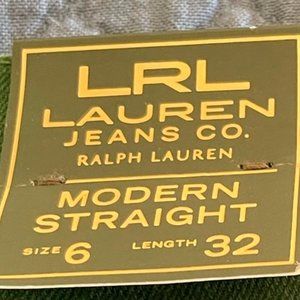 LRL
LAUREN
JEANS CO.
RALPH LAUREN
MODERN
STRAIGHT
SIZE 6 LENGTH 32